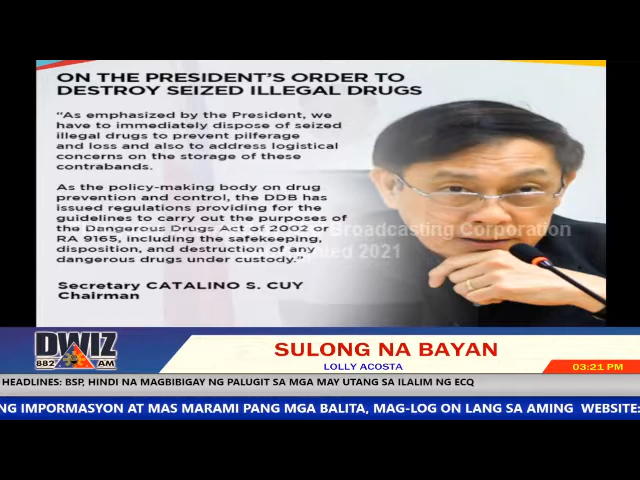 ON THE PRESIDENT'S ORDER TO
DESTROY SEIZED ILLEGAL DRUGS
"As emphasized by the President, we
have to immediately dispose of seized
illegal drugs to prevent pilferage
and loss and also to address logistical
concerns on the storage of these
contrabands.
As the policy-making body on drug
prevention and control, the DDB has
issued regulations providing for the
guidelines to carry out the purposes of
the Dangerous Drugs Act of 2002 or
RA 9165, including the safekeeping,
disposition, and destruction of any
dangerous drugs under custody."
Secretary CATALINO S. CUY
Chairman
Broadcasting Corporation
2021
DWIZ
882 AM
SULONG NA BAYAN
LOLLY ACOSTA
03:21 PM
HEADLINES: BSP, HINDI NA MAGBIBIGAY NG PALUGIT SA MGA MAY UTANG SA ILALIM NG ECQ
NG IMPORMASYON AT MAS MARAMI PANG MGA BALITA, MAG-LOG ON LANG SA AMING WEBSITE: